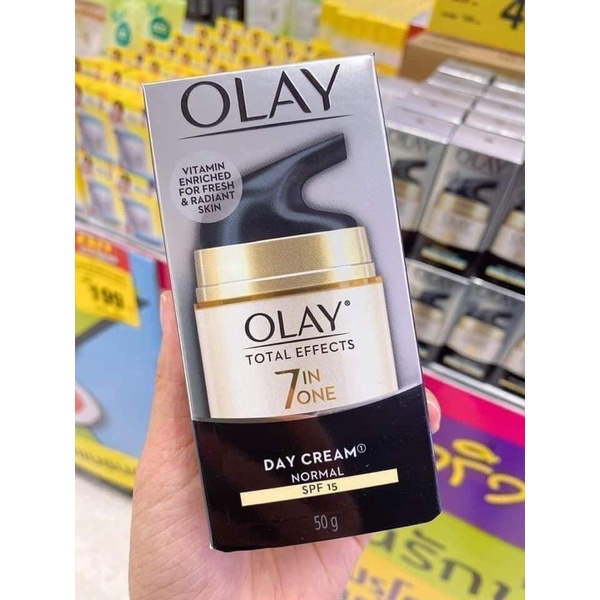 OLAY
VITAMIN
ENRICHED
FOR FRESH
& RADIANT
SKIN
OLAY®
TOTAL EFFECTS
7 IN ONE
DAY CREAM①
NORMAL
SPF 15
50 g
199